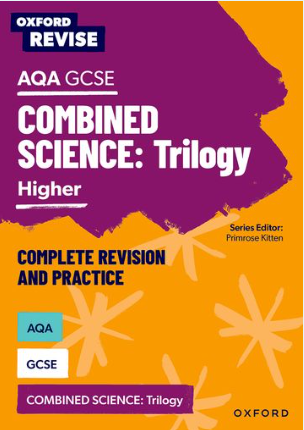 OXFORD
REVISE
AQA GCSE
COMBINED
SCIENCE: Trilogy
Higher
Series Editor:
Primrose Kitten
COMPLETE REVISION
AND PRACTICE
AQA
GCSE
COMBINED SCIENCE: Trilogy
OXFORD